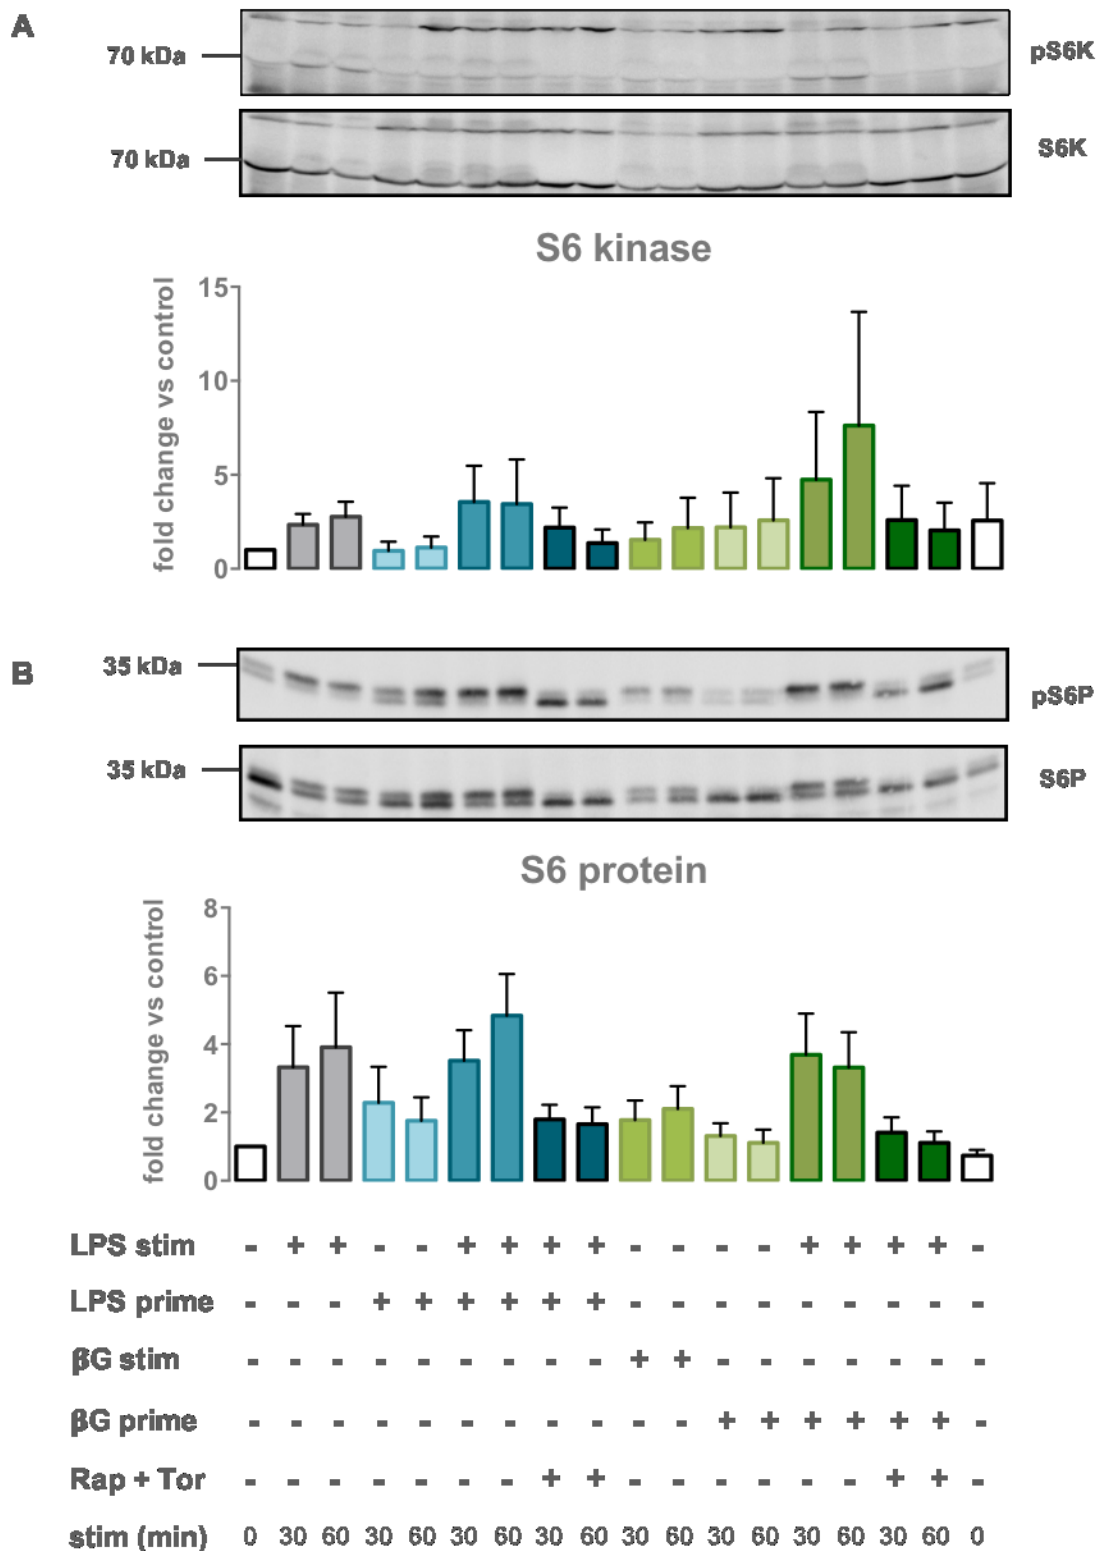 A
70 kDa
pS6K
70 kDa
S6K
S6 kinase
fold change vs control
15
10
5
0
B
35 kDa
pS6P
35 kDa
S6P
S6 protein
fold change vs control
8
6
4
2
0
LPS stim - + + - - + + + + - - - - + + + + -
LPS prime - - - + + + + + + - - - - - - - - -
βG stim - - - - - - - - - + + - - - - - - -
βG prime - - - - - - - - - - - + + + + + + -
Rap + Tor - - - - - - - + + - - - - - - + + -
stim (min) 0 30 60 30 60 30 60 30 60 30 60 30 60 30 60 30 60 0